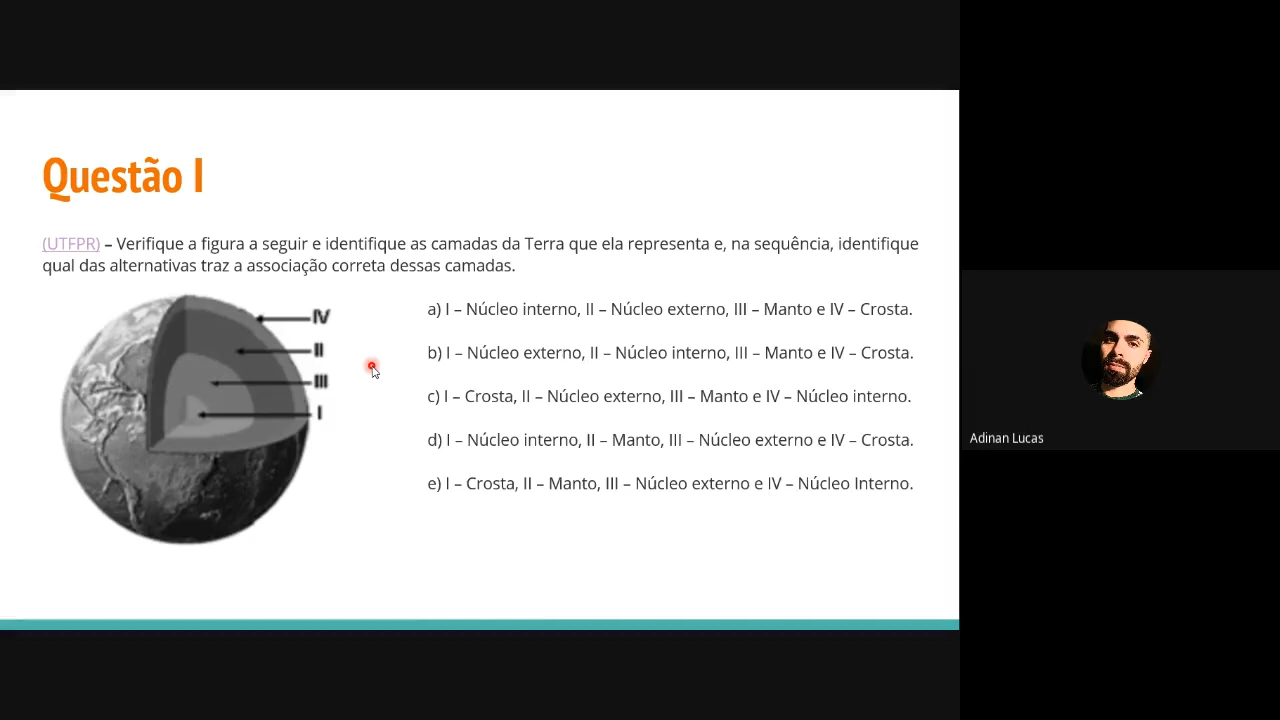 Questão I
(UTFPR) – Verifique a figura a seguir e identifique as camadas da Terra que ela representa e, na sequência, identifique
qual das alternativas traz a associação correta dessas camadas.
IV
II
III
I
a) I – Núcleo interno, II – Núcleo externo, III – Manto e IV – Crosta.
b) I – Núcleo externo, II – Núcleo interno, III – Manto e IV – Crosta.
c) I – Crosta, II – Núcleo externo, III – Manto e IV – Núcleo interno.
d) I – Núcleo interno, II – Manto, III – Núcleo externo e IV – Crosta.
e) I – Crosta, II – Manto, III – Núcleo externo e IV – Núcleo Interno.
Adinan Lucas